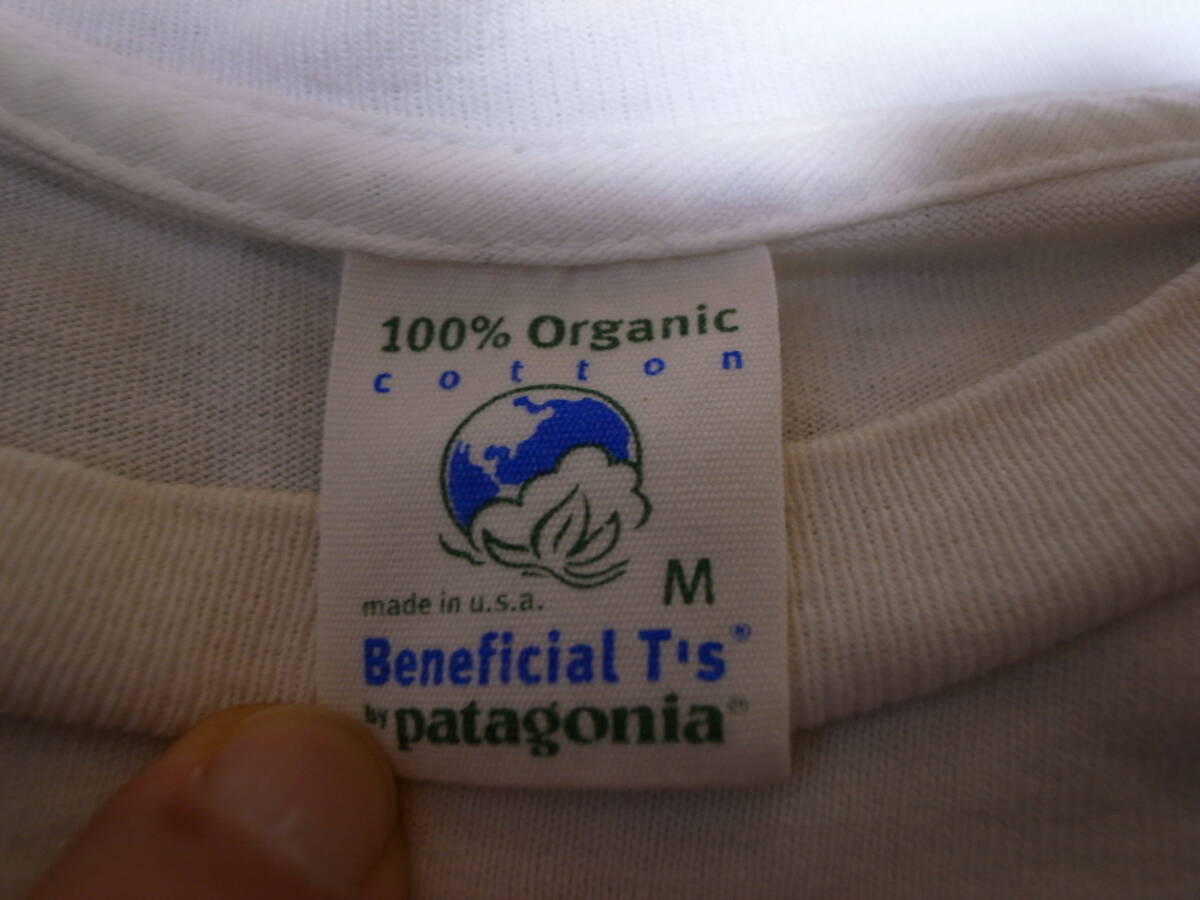 100% Organic
cotton
M
made in u.s.a.
Beneficial T's®
by patagonia®